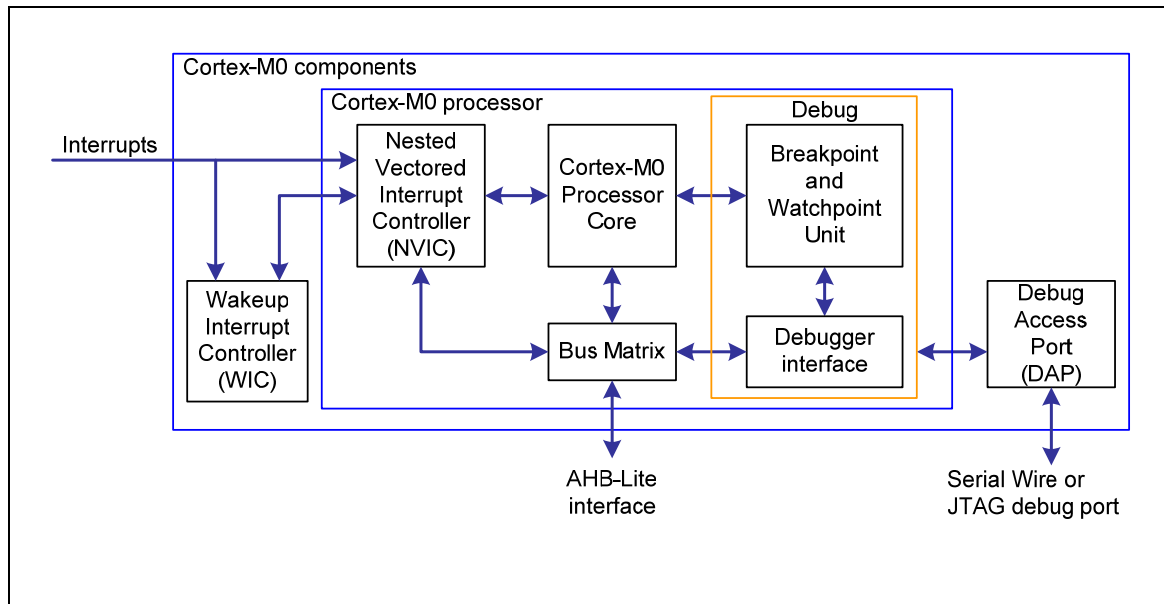 Cortex-M0 components
Cortex-M0 processor
Debug
Interrupts
Nested
Vectored
Interrupt
Controller
(NVIC)
Cortex-M0
Processor
Core
Breakpoint
and
Watchpoint
Unit
Wakeup
Interrupt
Controller
(WIC)
Bus Matrix
Debugger
interface
Debug
Access
Port
(DAP)
AHB-Lite
interface
Serial Wire or
JTAG debug port